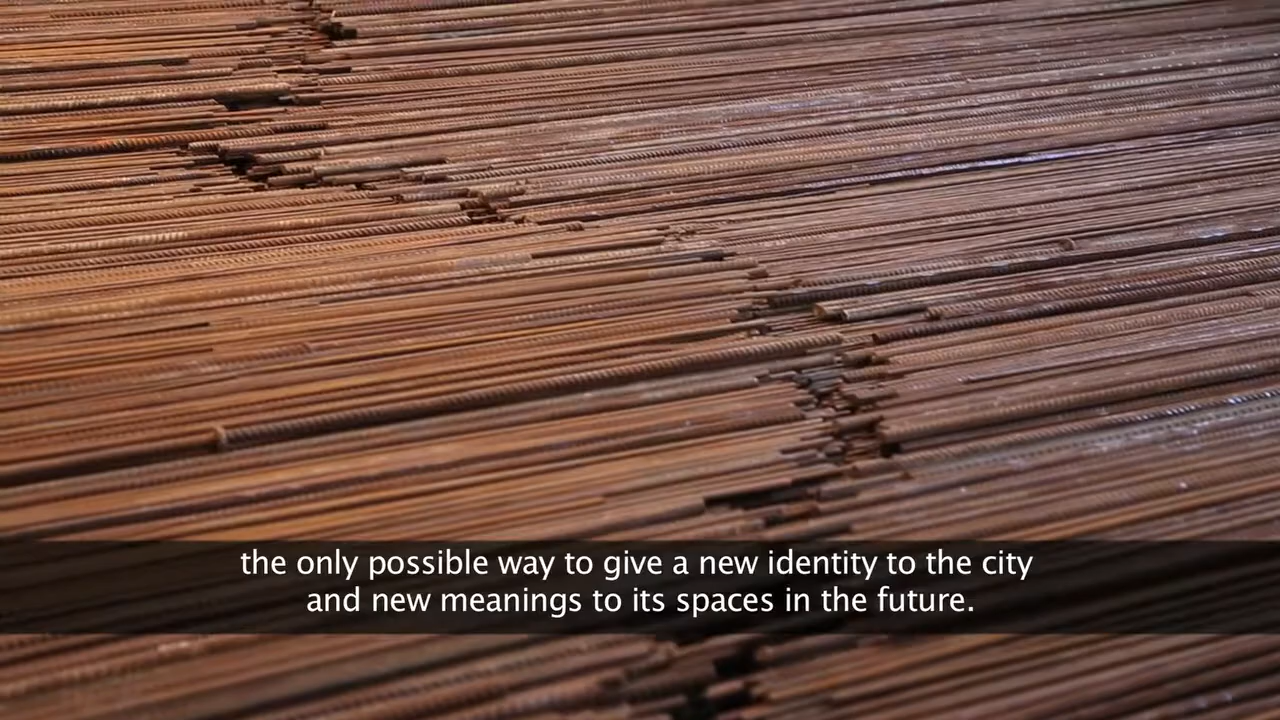 the only possible way to give a new identity to the city
and new meanings to its spaces in the future.